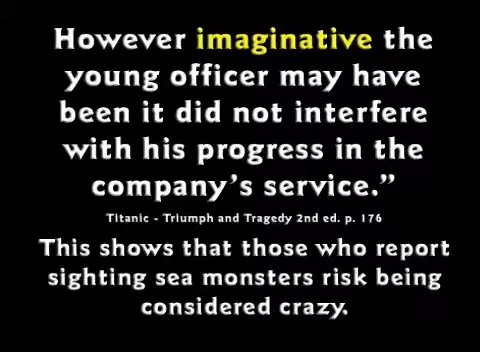 However imaginative the
young officer may have
been it did not interfere
with his progress in the
company's service.”
Titanic - Triumph and Tragedy 2nd ed. p. 176
This shows that those who report
sighting sea monsters risk being
considered crazy.